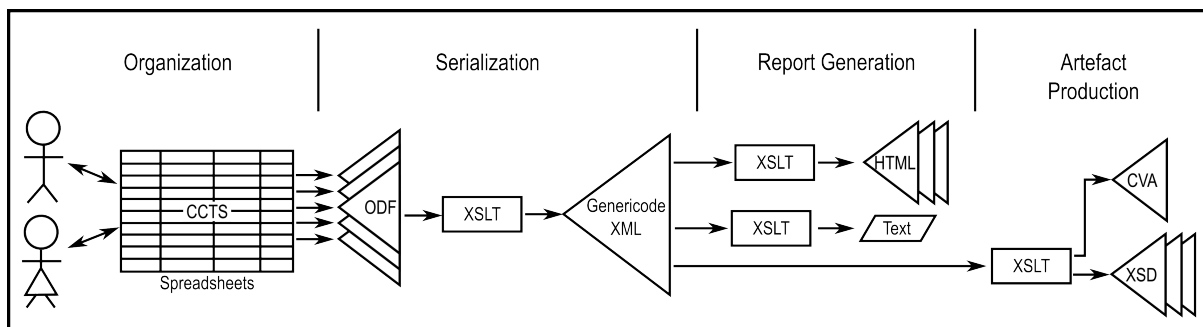 Organization
Serialization
Report Generation
Artefact
Production
CCTS
Spreadsheets
ODF
XSLT
Genericode
XML
XSLT
HTML
XSLT
Text
XSLT
CVA
XSD